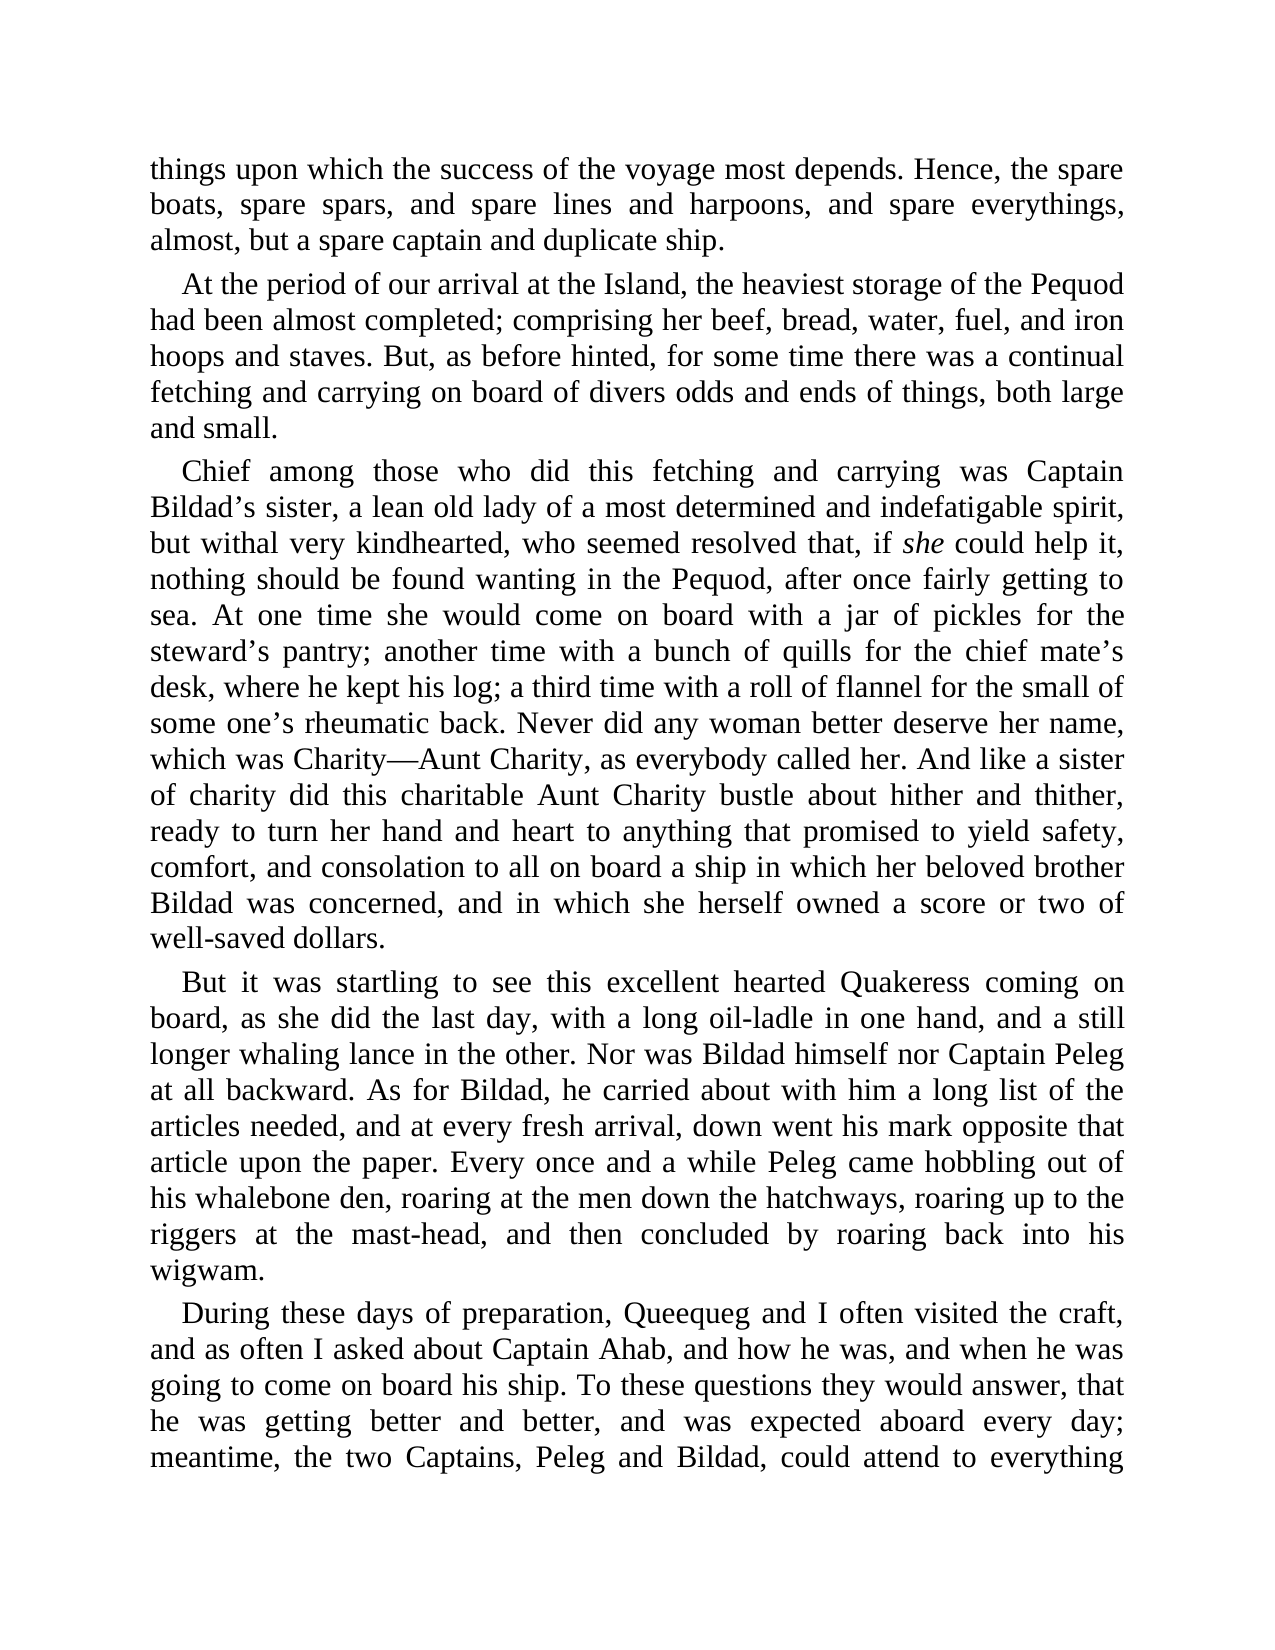 things upon which the success of the voyage most depends. Hence, the spare
boats, spare spars, and spare lines and harpoons, and spare everythings,
almost, but a spare captain and duplicate ship.
At the period of our arrival at the Island, the heaviest storage of the Pequod
had been almost completed; comprising her beef, bread, water, fuel, and iron
hoops and staves. But, as before hinted, for some time there was a continual
fetching and carrying on board of divers odds and ends of things, both large
and small.
Chief among those who did this fetching and carrying was Captain
Bildad’s sister, a lean old lady of a most determined and indefatigable spirit,
but withal very kindhearted, who seemed resolved that, if she could help it,
nothing should be found wanting in the Pequod, after once fairly getting to
sea. At one time she would come on board with a jar of pickles for the
steward’s pantry; another time with a bunch of quills for the chief mate’s
desk, where he kept his log; a third time with a roll of flannel for the small of
some one’s rheumatic back. Never did any woman better deserve her name,
which was Charity—Aunt Charity, as everybody called her. And like a sister
of charity did this charitable Aunt Charity bustle about hither and thither,
ready to turn her hand and heart to anything that promised to yield safety,
comfort, and consolation to all on board a ship in which her beloved brother
Bildad was concerned, and in which she herself owned a score or two of
well-saved dollars.
But it was startling to see this excellent hearted Quakeress coming on
board, as she did the last day, with a long oil-ladle in one hand, and a still
longer whaling lance in the other. Nor was Bildad himself nor Captain Peleg
at all backward. As for Bildad, he carried about with him a long list of the
articles needed, and at every fresh arrival, down went his mark opposite that
article upon the paper. Every once and a while Peleg came hobbling out of
his whalebone den, roaring at the men down the hatchways, roaring up to the
riggers at the mast-head, and then concluded by roaring back into his
wigwam.
During these days of preparation, Queequeg and I often visited the craft,
and as often I asked about Captain Ahab, and how he was, and when he was
going to come on board his ship. To these questions they would answer, that
he was getting better and better, and was expected aboard every day;
meantime, the two Captains, Peleg and Bildad, could attend to everything